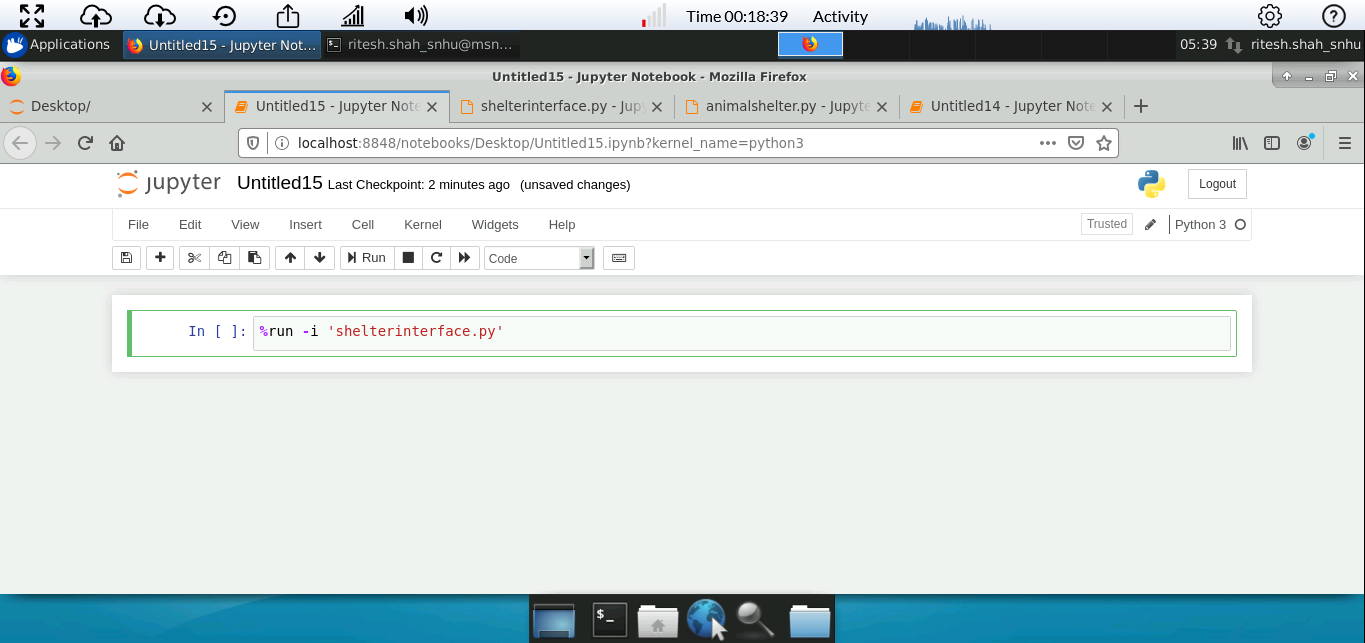 Time 00:18:39 Activity
Applications Untitled15 - Jupyter Not... ritesh.shah_snhu@msn... 05:39 ritesh.shah_snhu
Untitled15 - Jupyter Notebook - Mozilla Firefox
Desktop/ Untitled15 - Jupyter Note shelterinterface.py - Jup animalshelter.py - Jupyte Untitled14 - Jupyter Note
localhost:8848/notebooks/Desktop/Untitled15.ipynb?kernel_name=python3
jupyter Untitled15 Last Checkpoint: 2 minutes ago (unsaved changes) Logout
File Edit View Insert Cell Kernel Widgets Help Trusted Python 3
Run Code
In [ ]: %run -i 'shelterinterface.py'
$_